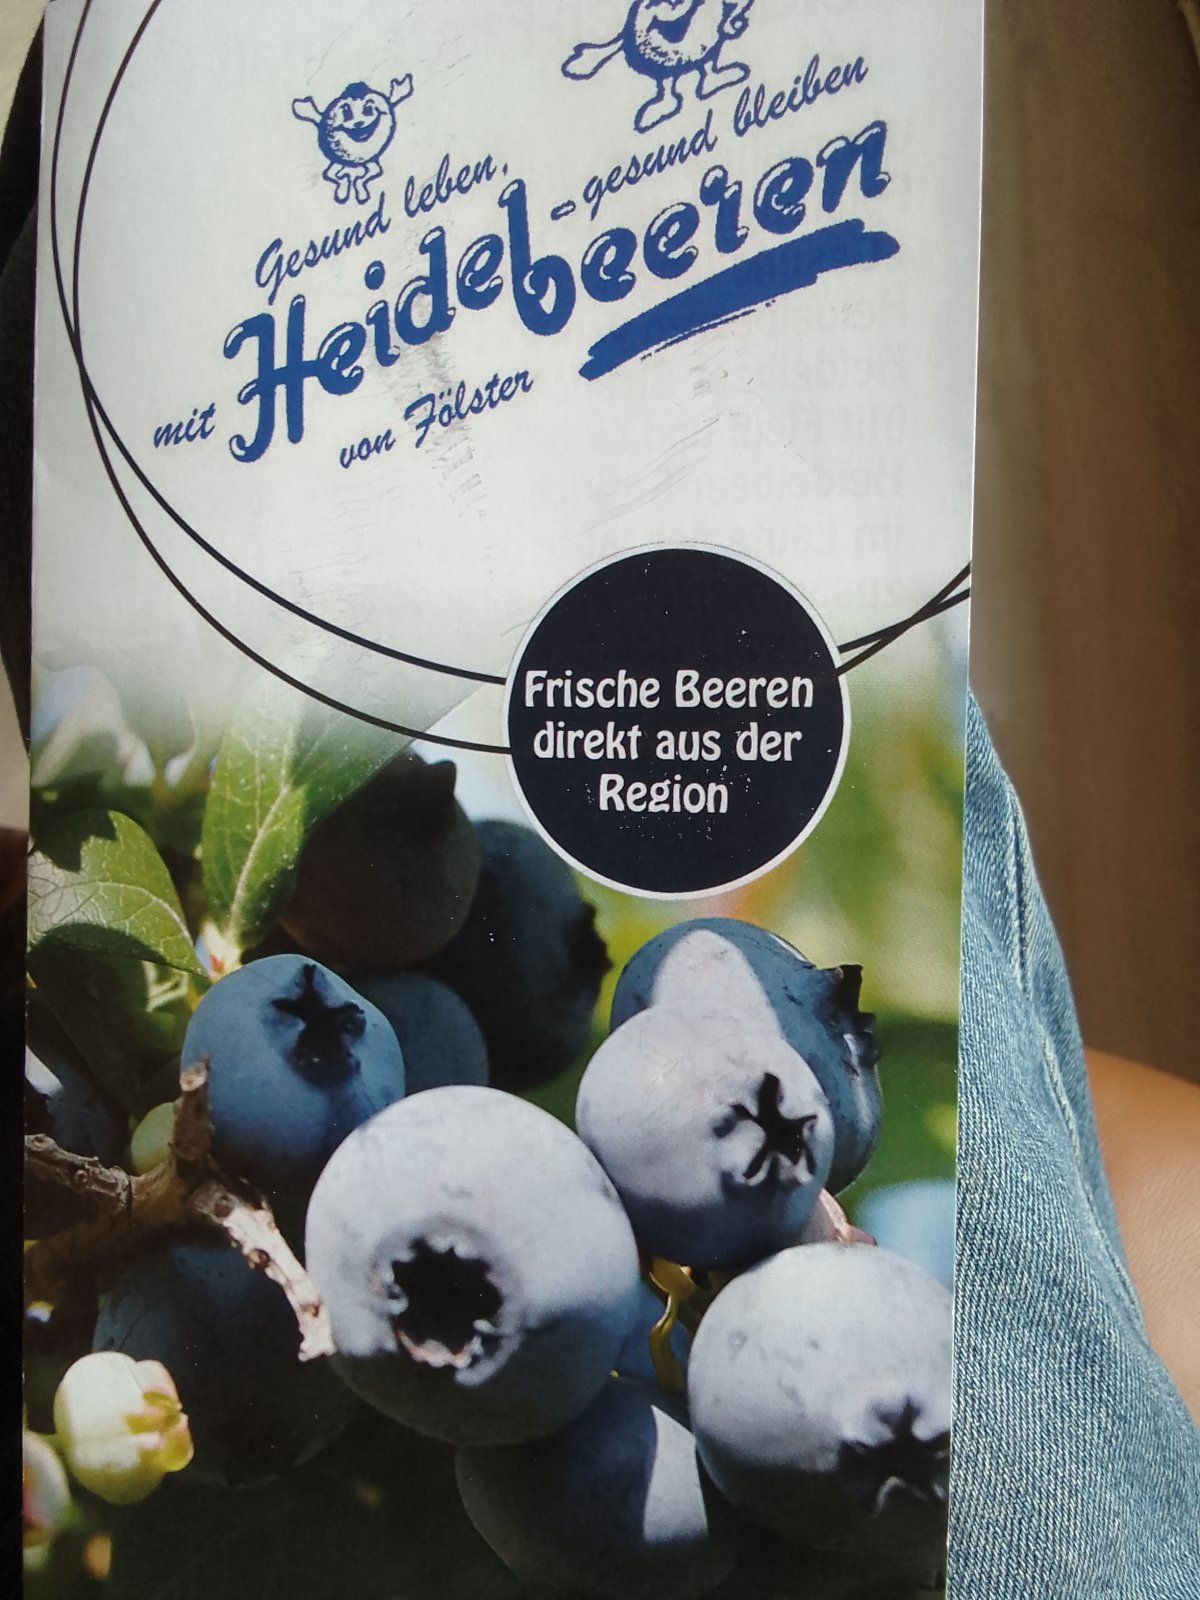 Gesund leben,
- gesund bleiben
mit Heidebeeren
von Fölster
Frische Beeren
direkt aus der
Region